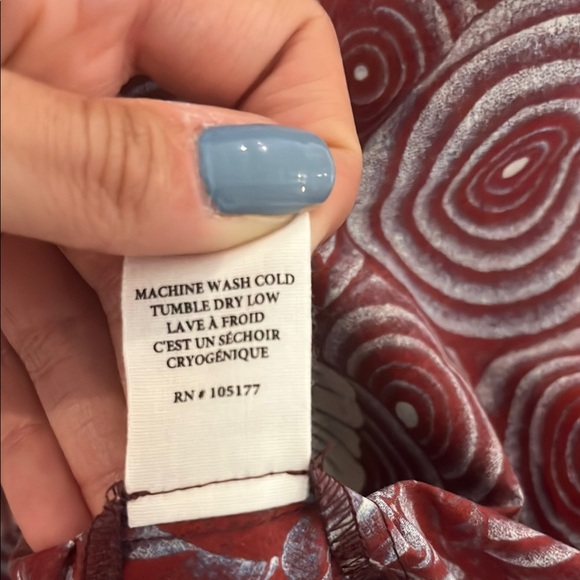 MACHINE WASH COLD
TUMBLE DRY LOW
LAVE À FROID
C'EST UN SÉCHOIR
CRYOGÉNIQUE
RN # 105177